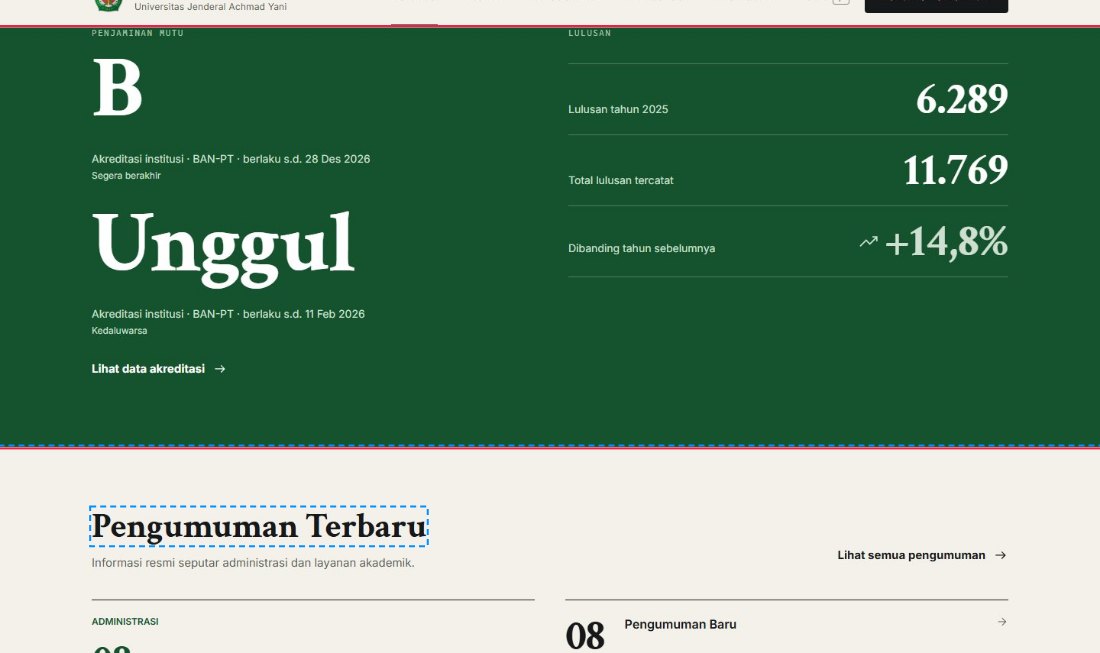 Universitas Jenderal Achmad Yani
PENJAMINAN MUTU
B
Akreditasi institusi · BAN-PT · berlaku s.d. 28 Des 2026
Segera berakhir
Unggul
Akreditasi institusi · BAN-PT · berlaku s.d. 11 Feb 2026
Kedaluwarsa
Lihat data akreditasi →
LULUSAN
Lulusan tahun 2025
6.289
Total lulusan tercatat
11.769
Dibanding tahun sebelumnya
+14,8%
Pengumuman Terbaru
Informasi resmi seputar administrasi dan layanan akademik.
Lihat semua pengumuman →
ADMINISTRASI
08
Pengumuman Baru →